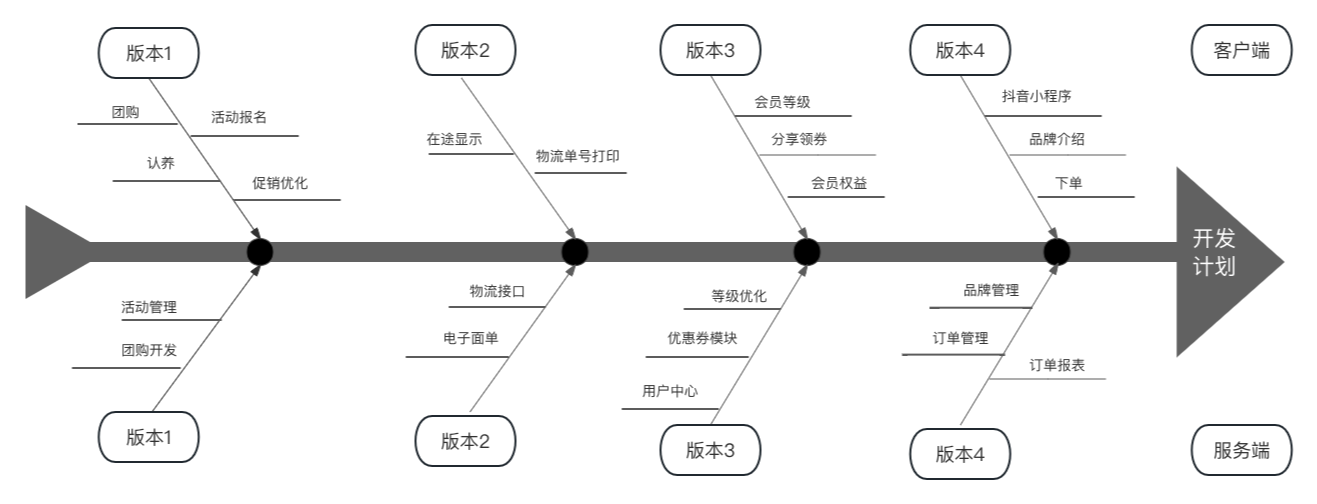 版本1
版本2
版本3
版本4
客户端
团购
活动报名
认养
促销优化
在途显示
物流单号打印
会员等级
分享领券
会员权益
抖音小程序
品牌介绍
下单
开发
计划
活动管理
团购开发
物流接口
电子面单
等级优化
优惠券模块
用户中心
品牌管理
订单管理
订单报表
版本1
版本2
版本3
版本4
服务端